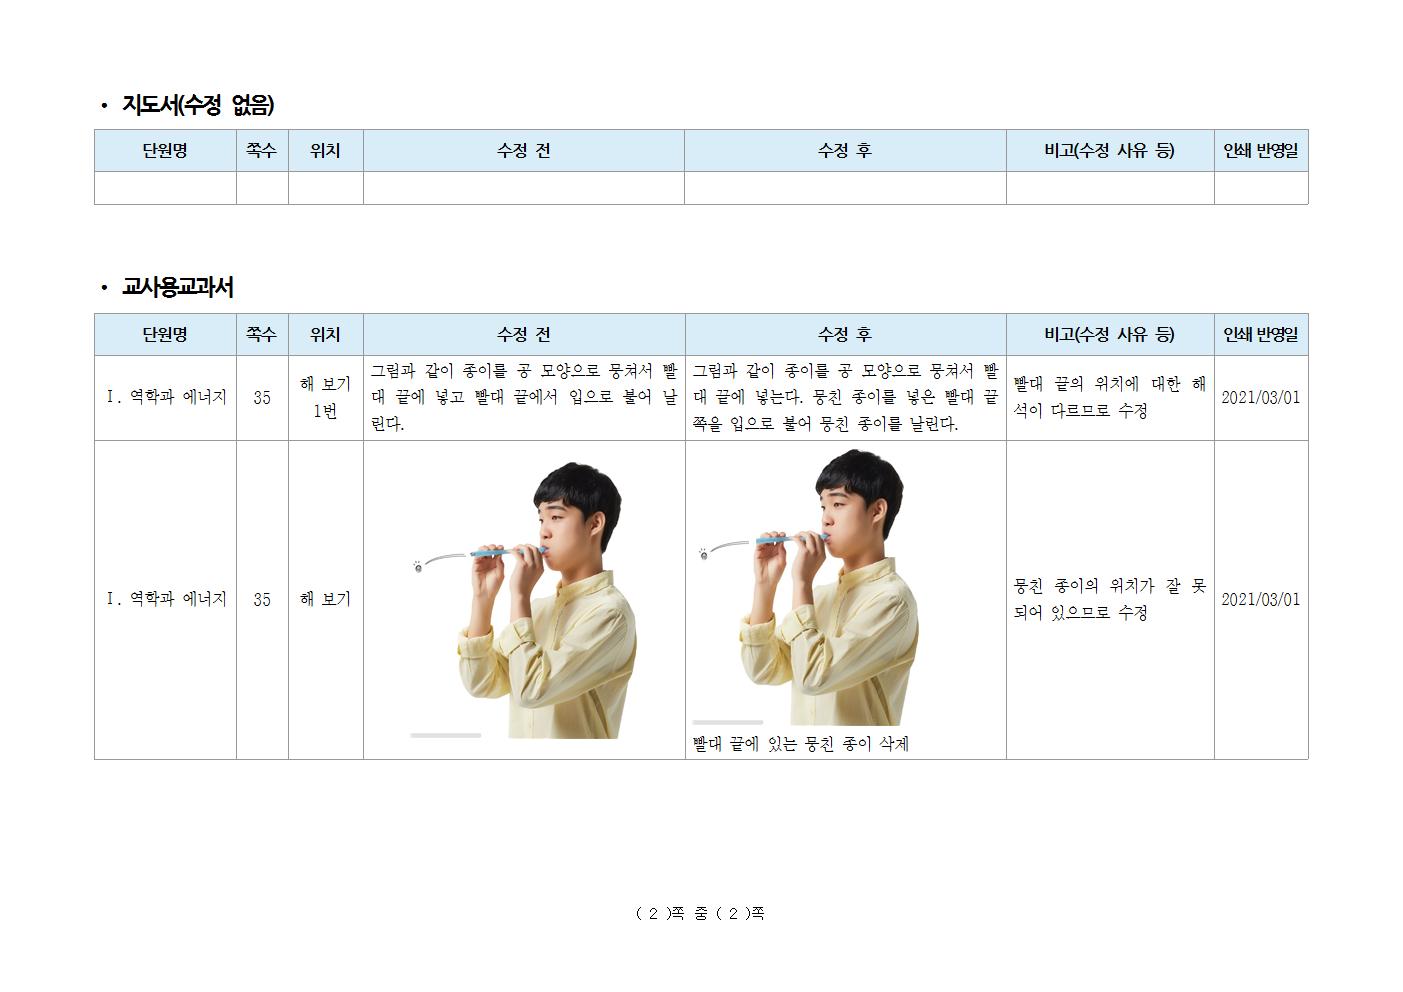 • 지도서(수정 없음)
단원명 쪽수 위치 수정 전 수정 후 비고(수정 사유 등) 인쇄 반영일
• 교사용교과서
단원명 쪽수 위치 수정 전 수정 후 비고(수정 사유 등) 인쇄 반영일
Ⅰ. 역학과 에너지
35
해 보기
1번
그림과 같이 종이를 공 모양으로 뭉쳐서 빨
대 끝에 넣고 빨대 끝에서 입으로 불어 날
린다.
그림과 같이 종이를 공 모양으로 뭉쳐서 빨
대 끝에 넣는다. 뭉친 종이를 넣은 빨대 끝
쪽을 입으로 불어 뭉친 종이를 날린다.
빨대 끝의 위치에 대한 해
석이 다르므로 수정
2021/03/01
Ⅰ. 역학과 에너지
35
해 보기
빨대 끝에 있는 뭉친 종이 삭제
뭉친 종이의 위치가 잘 못
되어 있으므로 수정
2021/03/01
( 2 )쪽 중 ( 2 )쪽